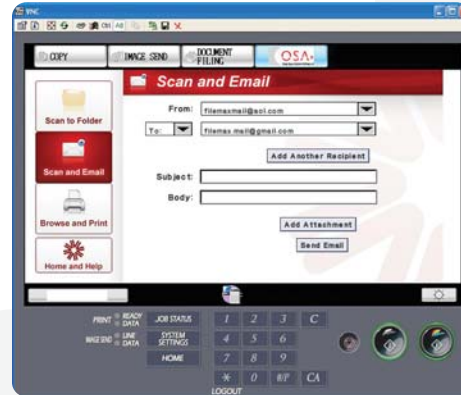 VNC
Ctrl Alt
COPY
IMAGE SEND
DOCUMENT
FILING
OSA
Scan and Email
Scan to Folder
Scan and Email
Browse and Print
Home and Help
From: filemaxmail@aol.com
To: filemax mail@gmail.com
Add Another Recipient
Subject:
Body:
Add Attachment
Send Email
PRINT READY
DATA
IMAGE SEND LINE
DATA
JOB STATUS
SYSTEM
SETTINGS
HOME
1 2 3 C
4 5 6
7 8 9
* 0 #/P CA
LOGOUT